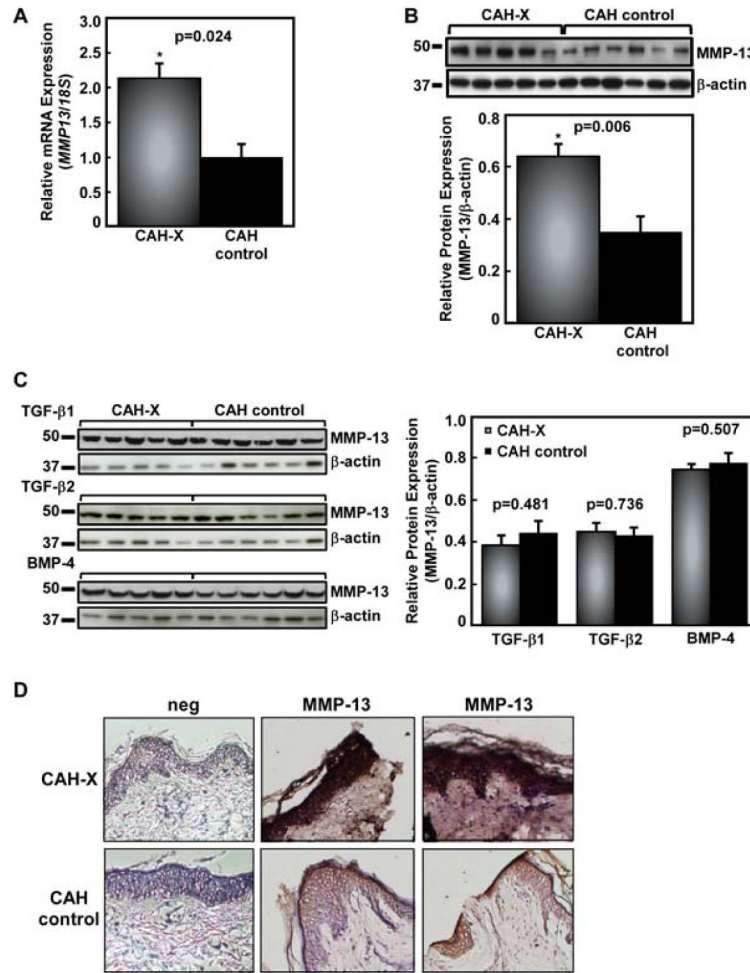 A
Relative mRNA Expression
(MMP13/18S)
3.0
2.5
2.0
1.5
1.0
0.5
0.0
p=0.024
*
CAH-X
CAH
control
B
CAH-X
CAH control
50
MMP-13
37
β-actin
Relative Protein Expression
(MMP-13/β-actin)
0.8
0.6
0.4
0.2
0
p=0.006
*
CAH-X
CAH
control
C
TGF-β1
CAH-X
CAH control
50
MMP-13
37
β-actin
TGF-β2
50
MMP-13
37
β-actin
BMP-4
50
MMP-13
37
β-actin
Relative Protein Expression
(MMP-13/β-actin)
1.0
0.8
0.6
0.4
0.2
0.0
CAH-X
CAH control
p=0.481
p=0.736
p=0.507
TGF-β1
TGF-β2
BMP-4
D
neg
MMP-13
MMP-13
CAH-X
CAH
control